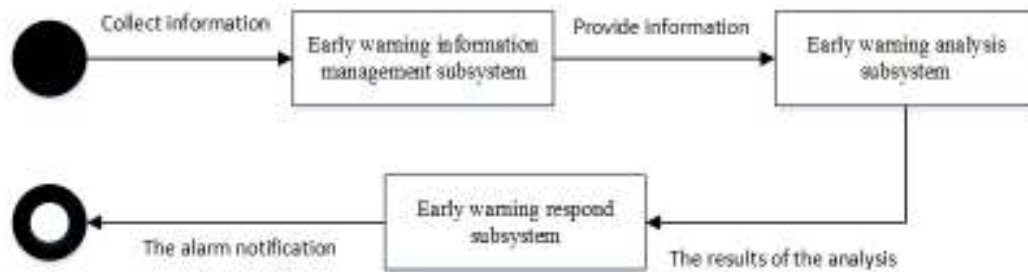 Collect information
Early warning information
management subsystem
Provide information
Early warning analysis
subsystem
The results of the analysis
Early warning respond
subsystem
The alarm notification